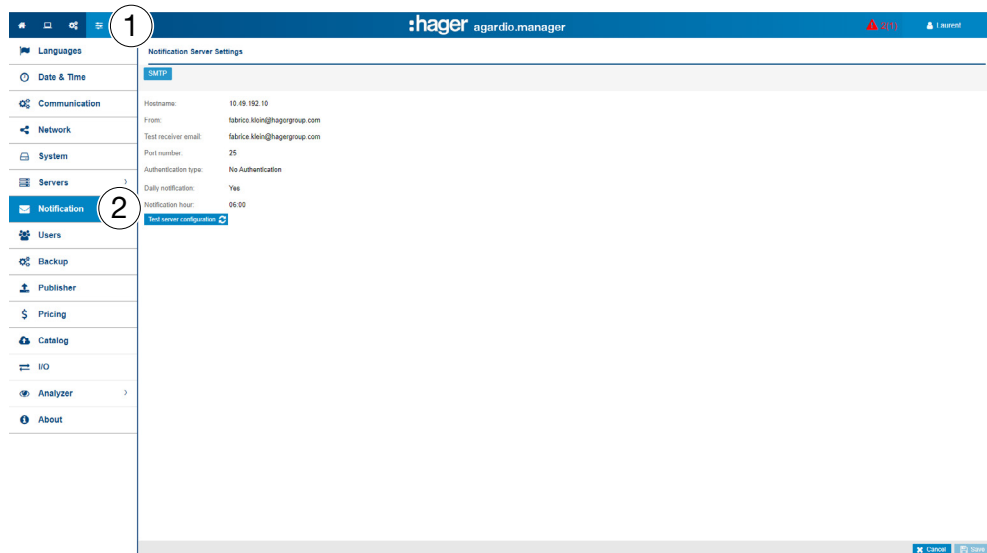 1
:hager agardio.manager
2(1)
Laurent
Languages
Date & Time
Communication
Network
System
Servers
Notification
2
Users
Backup
Publisher
Pricing
Catalog
I/O
Analyzer
About
Notification Server Settings
SMTP
Hostname: 10.49.192.10
From: fabrice.klein@hagergroup.com
Test receiver email: fabrice.klein@hagergroup.com
Port number: 25
Authentication type: No Authentication
Daily notification: Yes
Notification hour: 06:00
Test server configuration
Cancel
Save